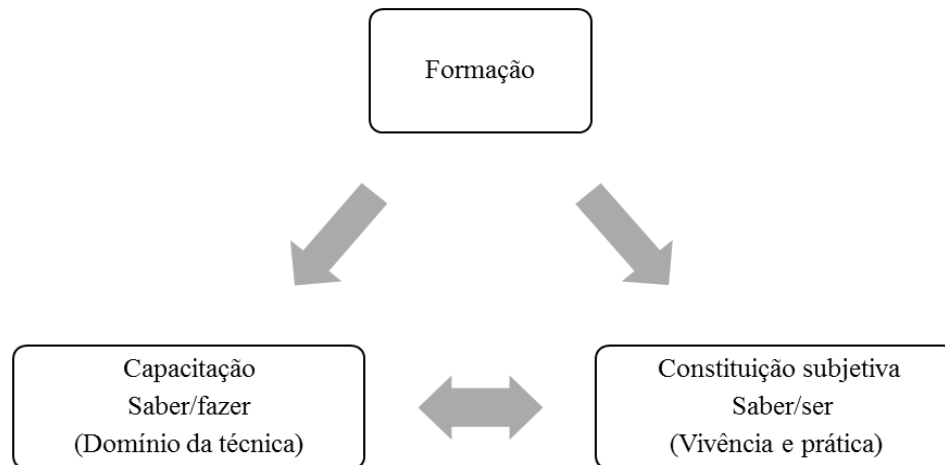 Formação
Capacitação
Saber/fazer
(Domínio da técnica)
Constituição subjetiva
Saber/ser
(Vivência e prática)